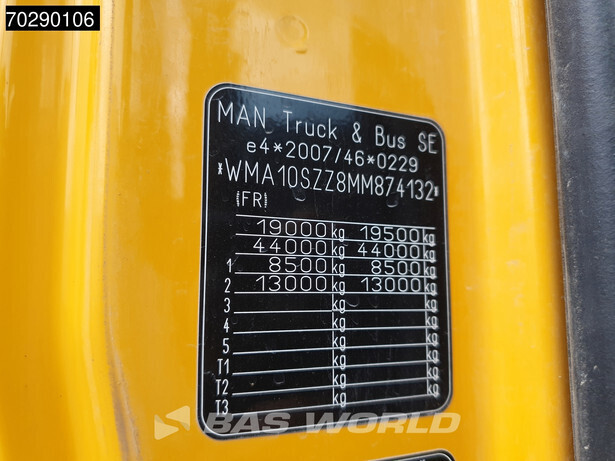 70290106
MAN Truck & Bus SE
e4*2007/46*0229
*WMA10SZZ8MM874132*
(FR)
19000 kg 19500 kg
44000 kg 44000 kg
1 8500 kg 8500 kg
2 13000 kg 13000 kg
3 kg kg
4 kg kg
5 kg kg
T1 kg kg
T2 kg kg
T3 kg kg
BAS WORLD